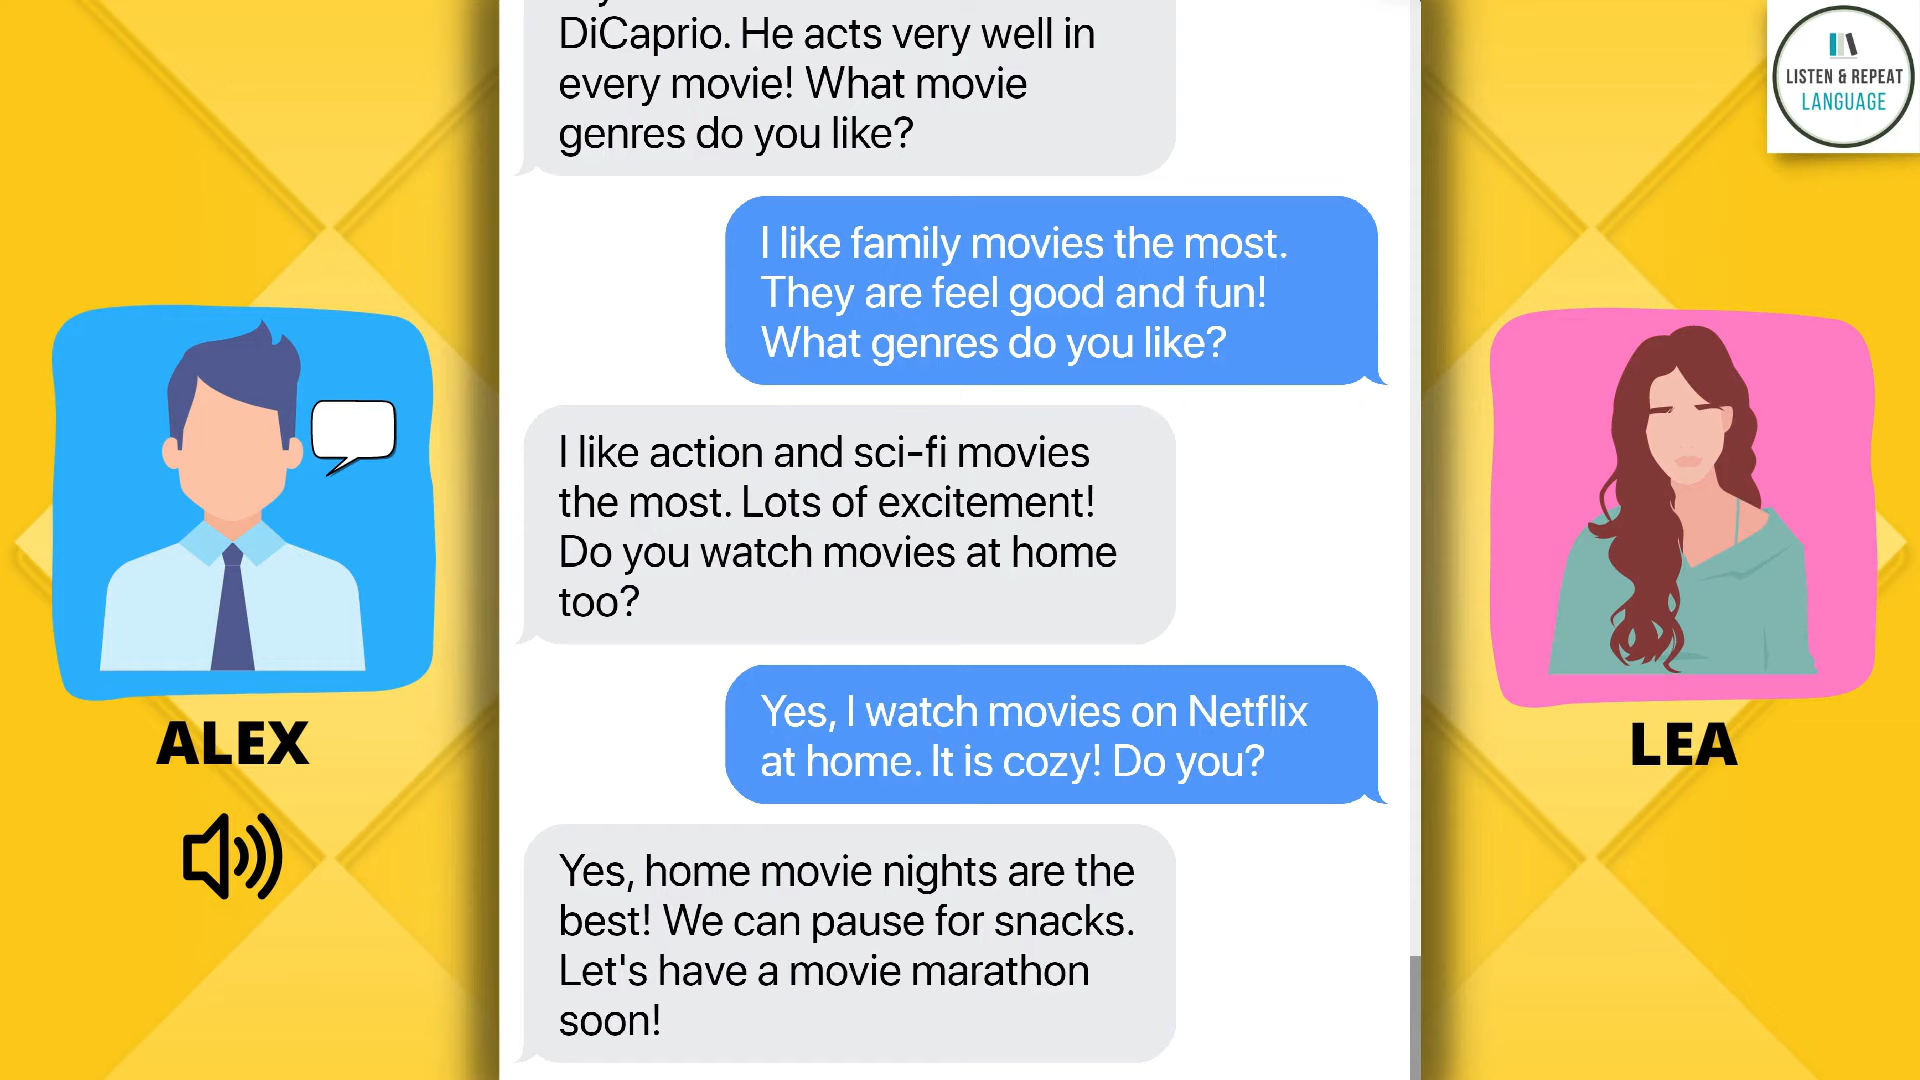 DiCaprio. He acts very well in
every movie! What movie
genres do you like?
I like family movies the most.
They are feel good and fun!
What genres do you like?
I like action and sci-fi movies
the most. Lots of excitement!
Do you watch movies at home
too?
Yes, I watch movies on Netflix
at home. It is cozy! Do you?
Yes, home movie nights are the
best! We can pause for snacks.
Let's have a movie marathon
soon!
ALEX
LEA
LISTEN & REPEAT
LANGUAGE